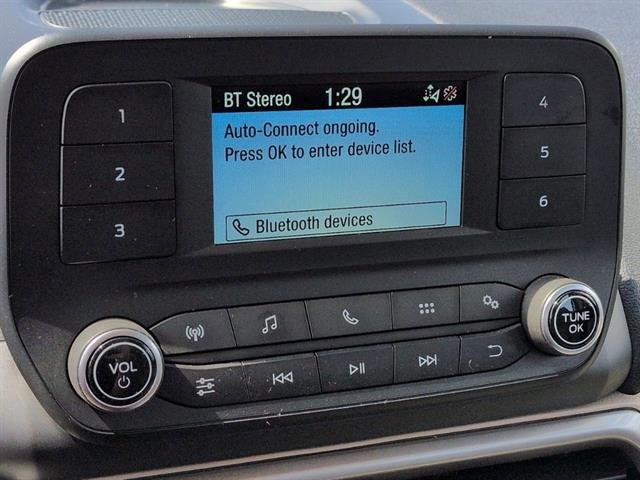 BT Stereo 1:29
Auto-Connect ongoing.
Press OK to enter device list.
Bluetooth devices
1
2
3
4
5
6
VOL
TUNE
OK